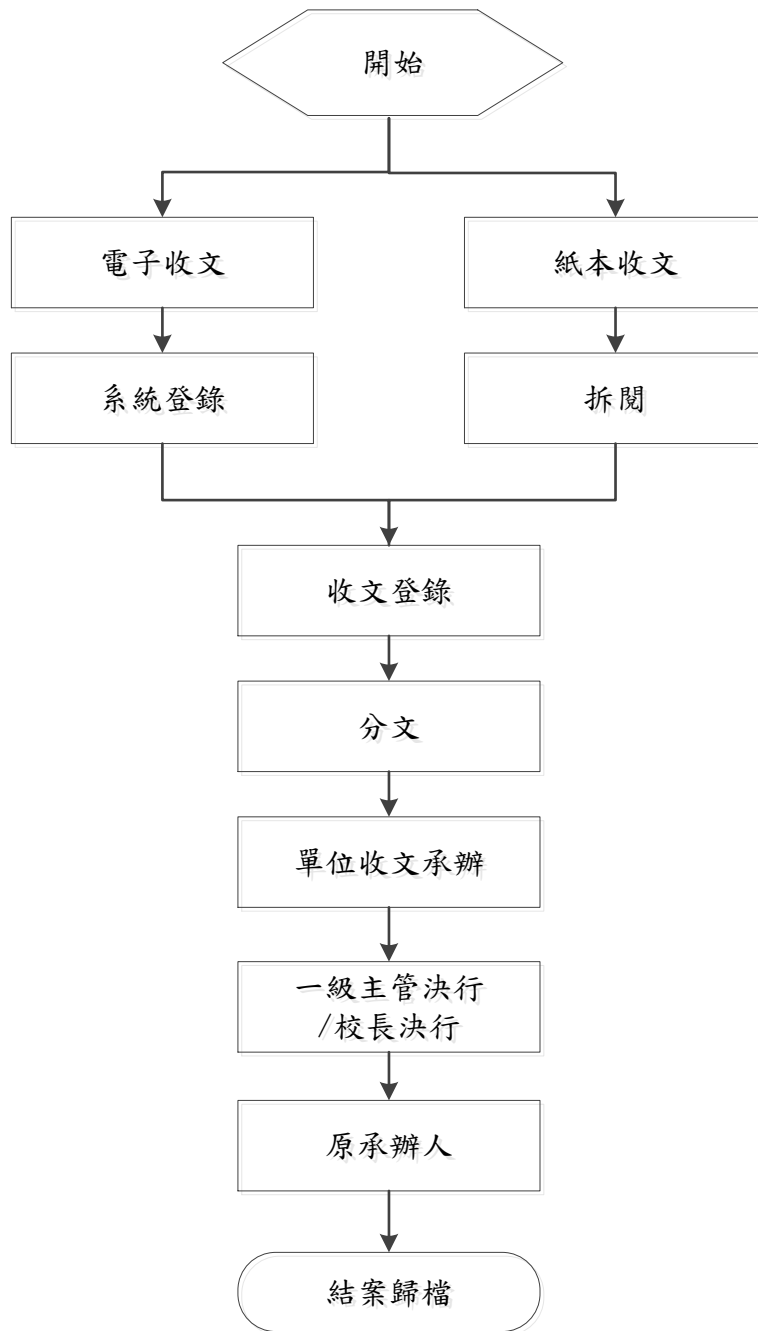 開始
電子收文
紙本收文
系統登錄
拆閱
收文登錄
分文
單位收文承辦
一級主管決行
/校長決行
原承辦人
結案歸檔